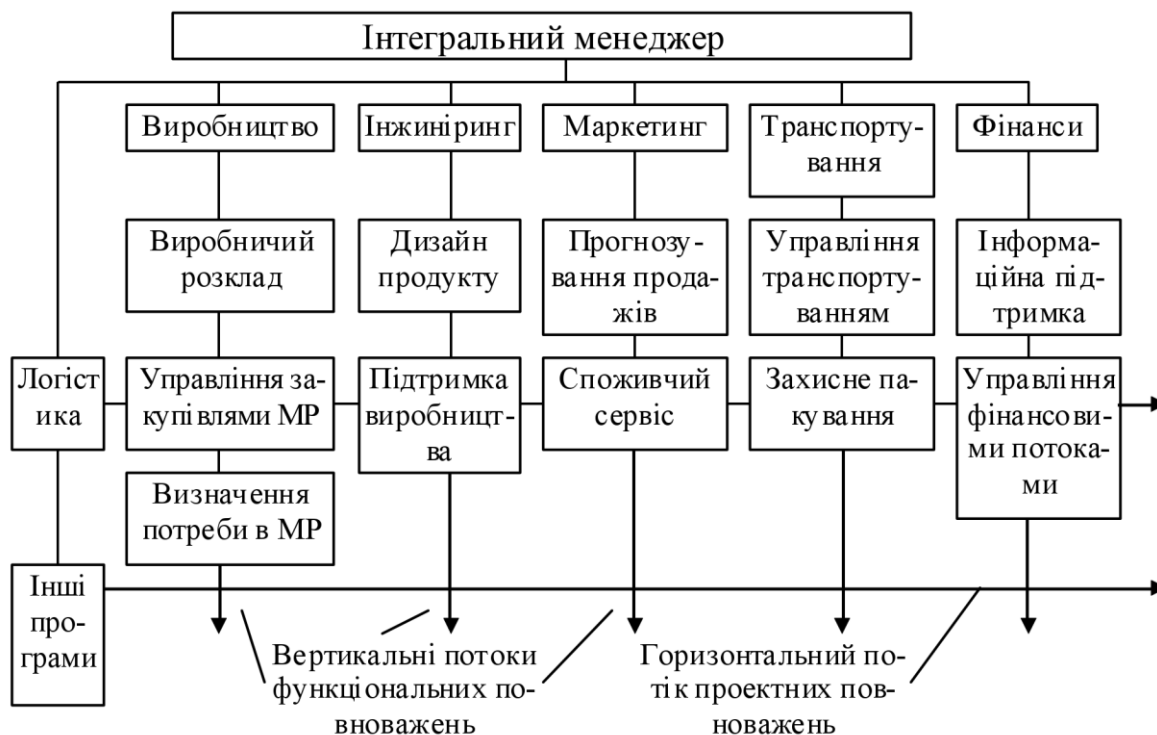 Інтегральний менеджер
Виробництво
Інжиніринг
Маркетинг
Транспорту-
вання
Фінанси
Виробничий
розклад
Дизайн
продукту
Прогнозу-
вання прода-
жів
Управління
транспорту-
ванням
Інформа-
ційна під-
тримка
Логіст
ика
Управління за-
купівлями МР
Підтримка
виробницт-
ва
Споживчий
сервіс
Захисне па-
кування
Управління
фінансови-
ми потока-
ми
Визначення
потреби в МР
Інші
про-
грами
Вертикальні потоки
функціональних по-
вноважень
Горизонтальний по-
тік проектних пов-
новажень